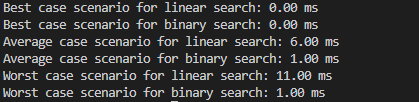 Best case scenario for linear search: 0.00 ms
Best case scenario for binary search: 0.00 ms
Average case scenario for linear search: 6.00 ms
Average case scenario for binary search: 1.00 ms
Worst case scenario for linear search: 11.00 ms
Worst case scenario for binary search: 1.00 ms